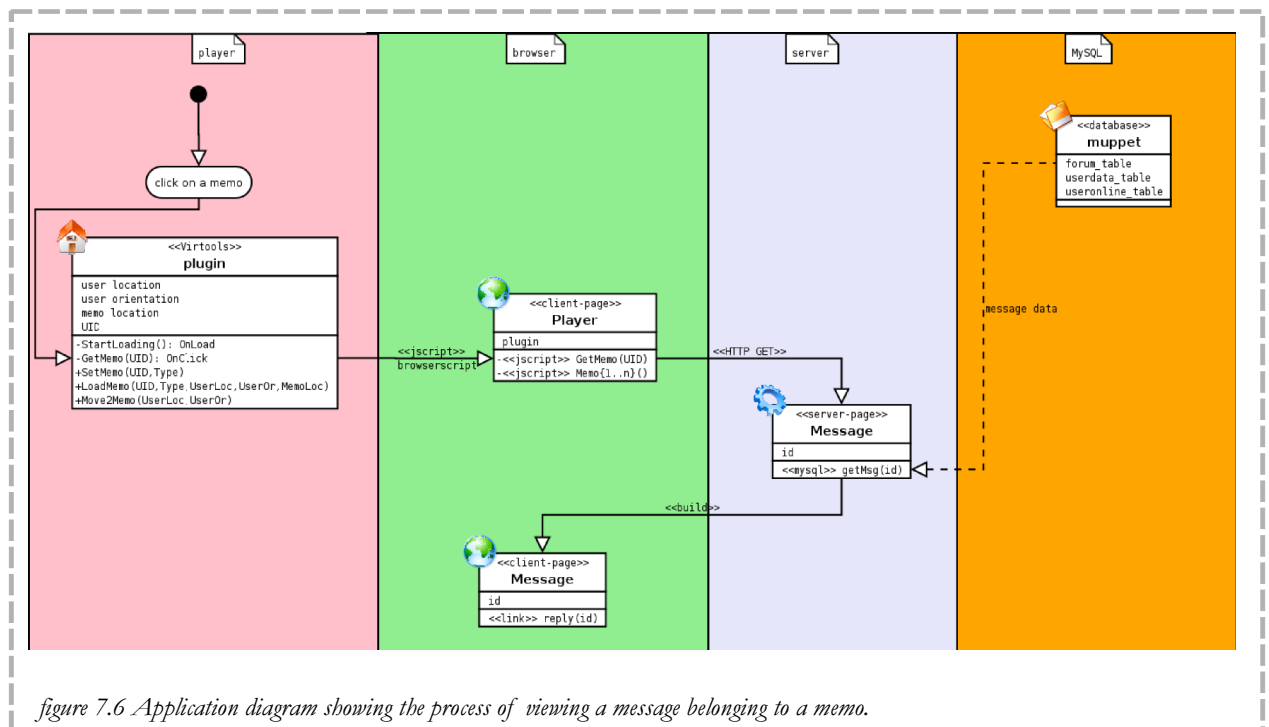 player
browser
server
MySQL
click on a memo
<<Virtools>>
plugin
user location
user orientation
memo location
UID
-StartLoading(): OnLoad
-GetMemo(UID): OnClick
+SetMemo(UID,Type)
+LoadMemo(UID,Type,UserLoc,UserOr,MemoLoc)
+Move2Memo(UserLoc,UserOr)
<<jscript>>
browserscript
<<client-page>>
Player
plugin
-<<jscript>> GetMemo(UID)
-<<jscript>> Memo{1..n}()
<<HTTP GET>>
<<server-page>>
Message
id
<<mysql>> getMsg(id)
<<database>>
muppet
forum_table
userdata_table
useronline_table
message data
<<build>>
<<client-page>>
Message
id
<<link>> reply(id)
figure 7.6 Application diagram showing the process of viewing a message belonging to a memo.